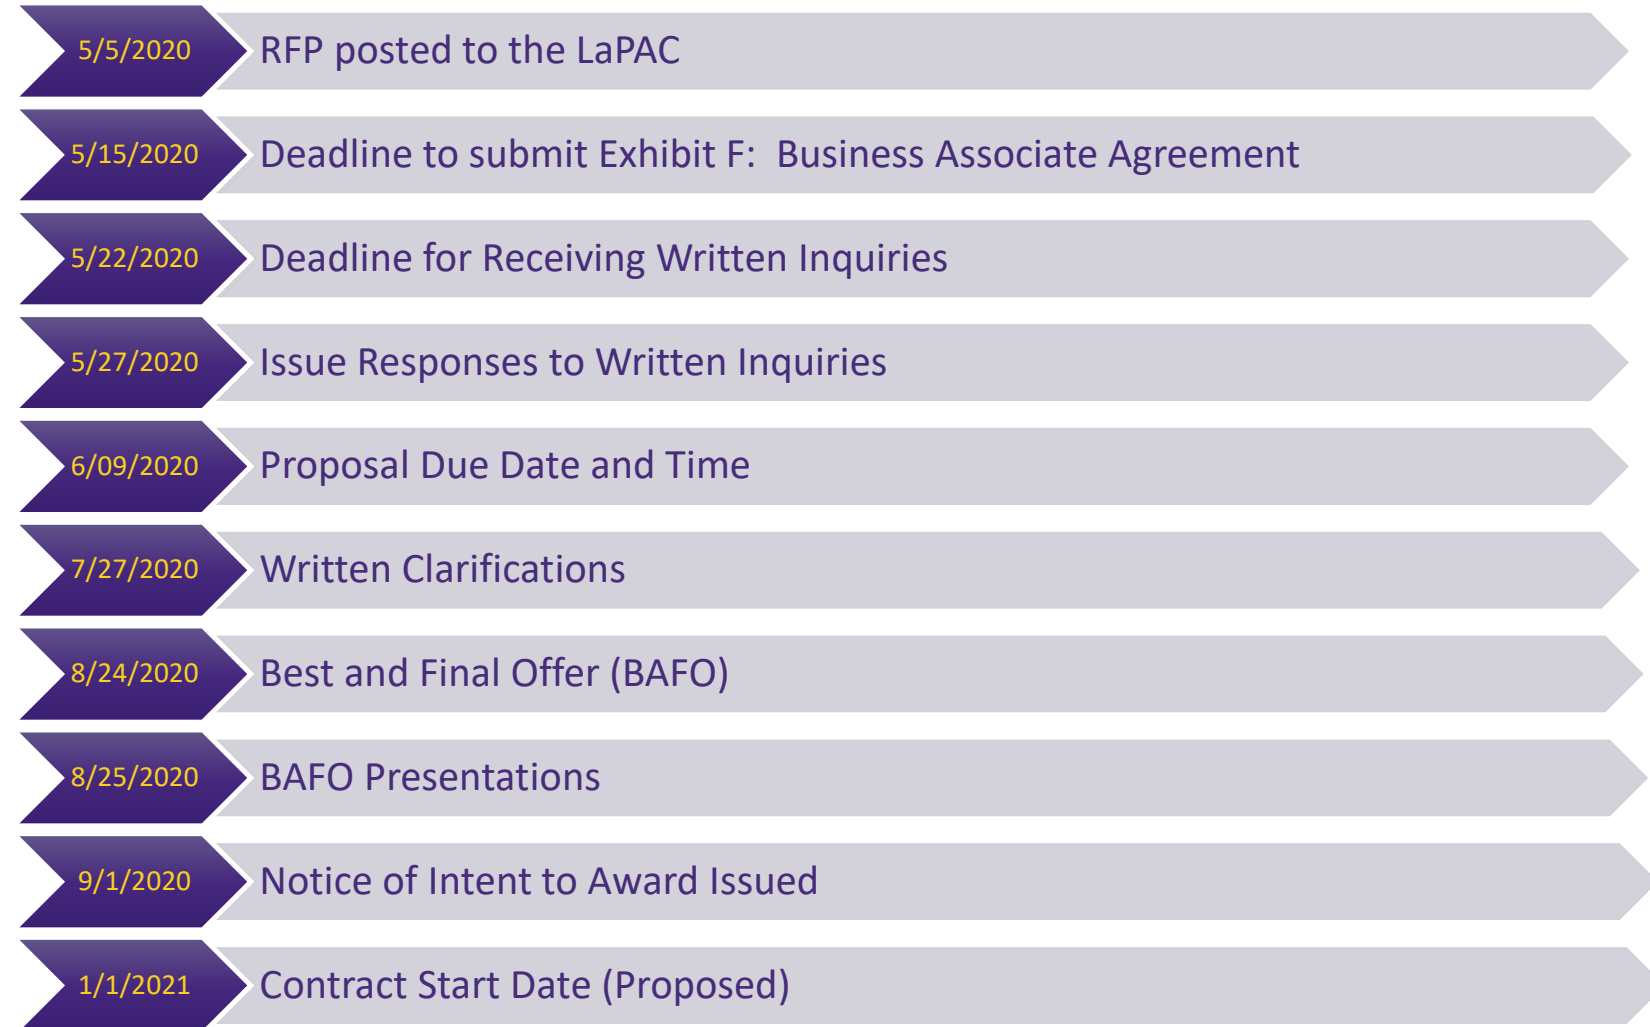 5/5/2020 RFP posted to the LaPAC
5/15/2020 Deadline to submit Exhibit F:  Business Associate Agreement
5/22/2020 Deadline for Receiving Written Inquiries
5/27/2020 Issue Responses to Written Inquiries
6/09/2020 Proposal Due Date and Time
7/27/2020 Written Clarifications
8/24/2020 Best and Final Offer (BAFO)
8/25/2020 BAFO Presentations
9/1/2020 Notice of Intent to Award Issued
1/1/2021 Contract Start Date (Proposed)